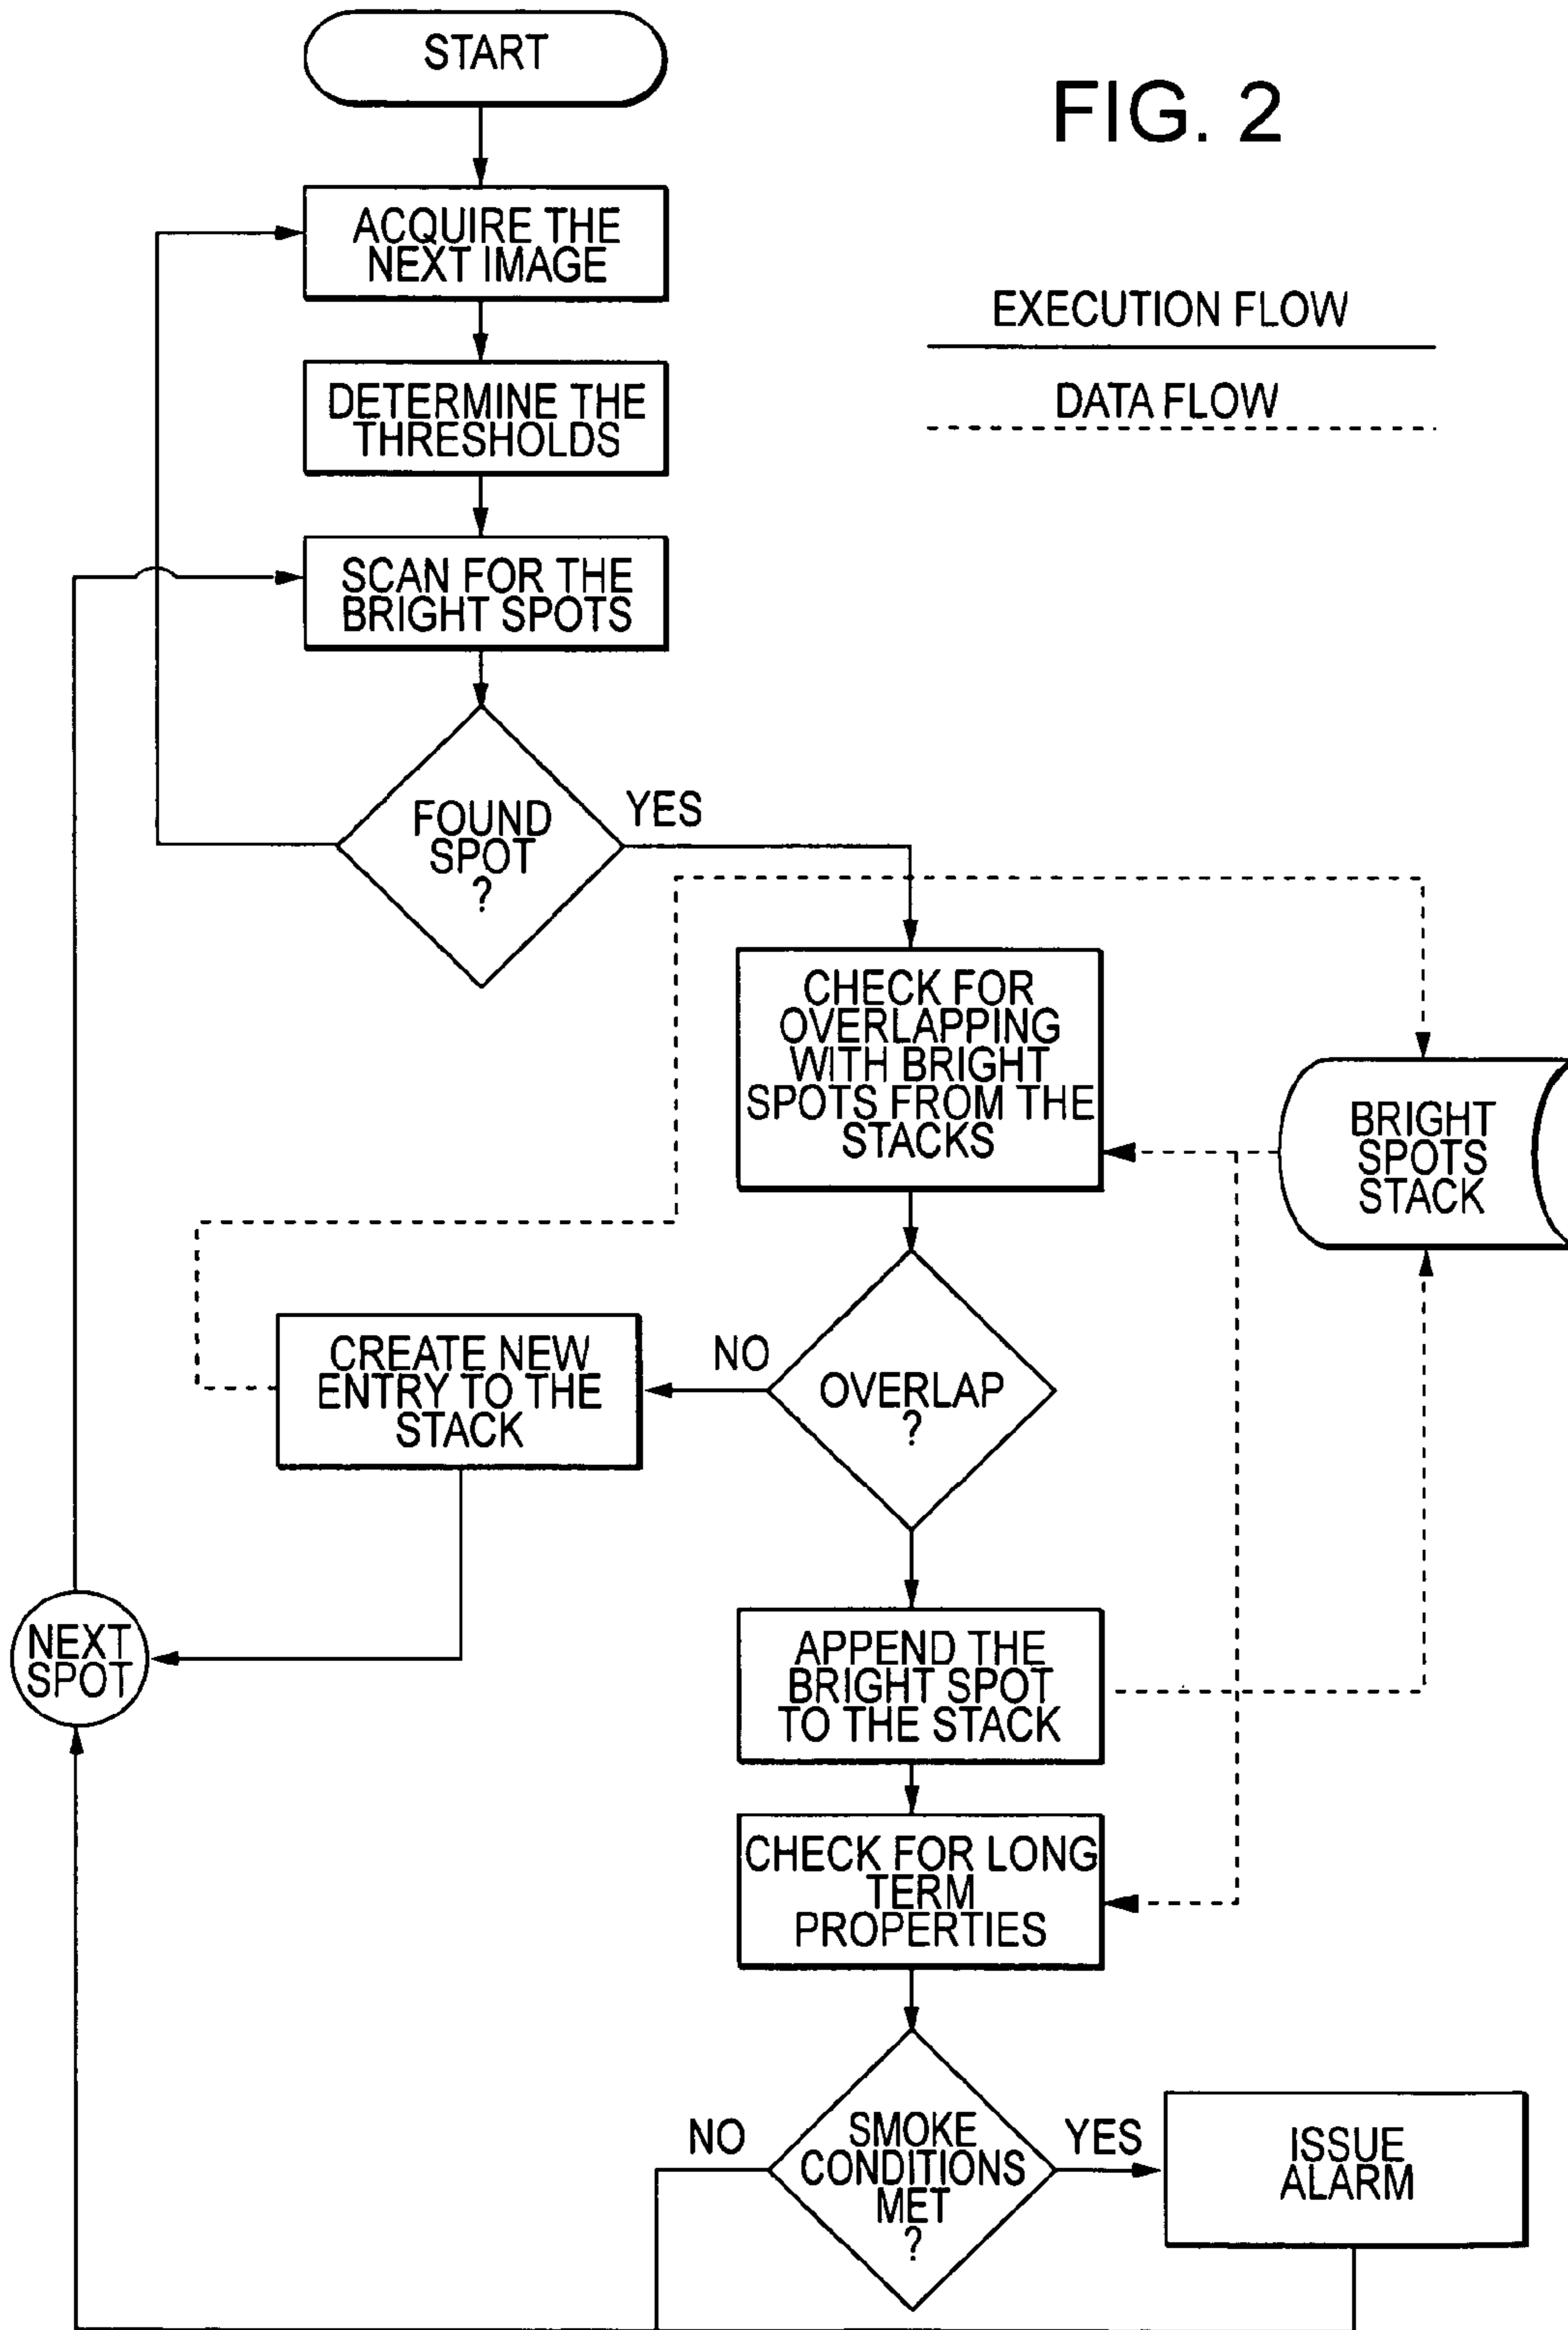 START
FIG. 2
ACQUIRE THE
NEXT IMAGE
EXECUTION FLOW
DETERMINE THE
THRESHOLDS
DATA FLOW
SCAN FOR THE
BRIGHT SPOTS
FOUND
SPOT
?
YES
CHECK FOR
OVERLAPPING
WITH BRIGHT
SPOTS FROM THE
STACKS
BRIGHT
SPOTS
STACK
CREATE NEW
ENTRY TO THE
STACK
NO
OVERLAP
?
NEXT
SPOT
APPEND THE
BRIGHT SPOT
TO THE STACK
CHECK FOR LONG
TERM
PROPERTIES
NO
SMOKE
CONDITIONS
MET
?
YES
ISSUE
ALARM